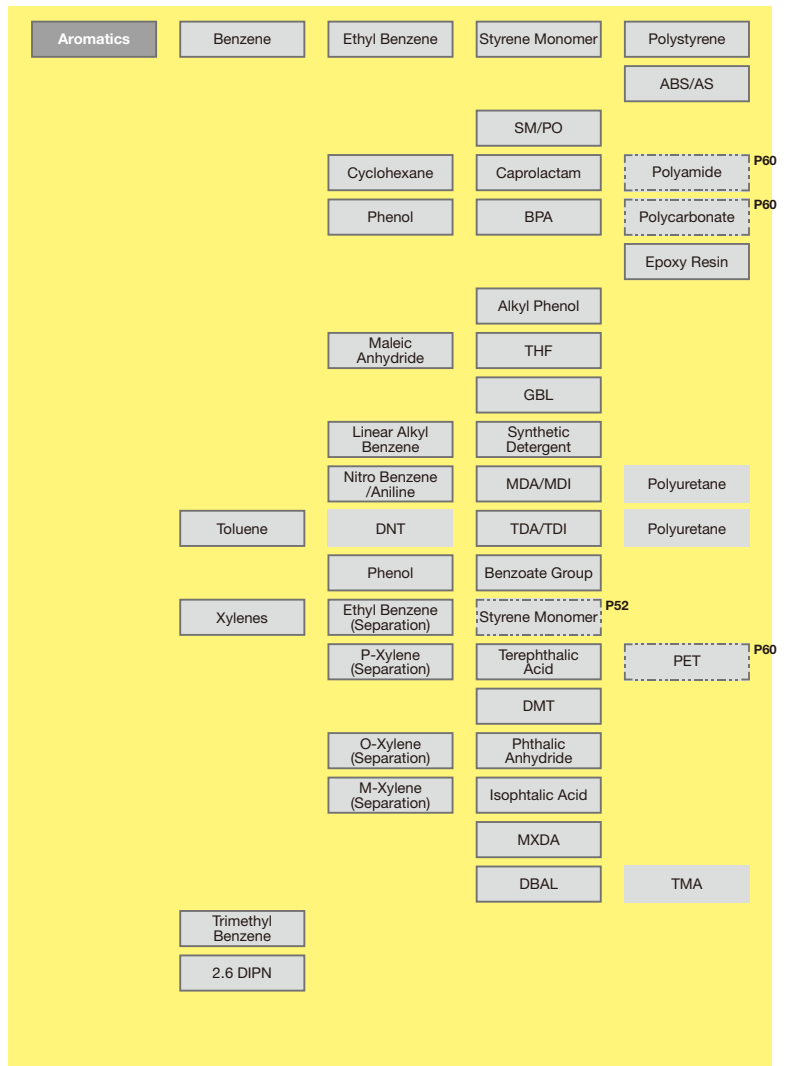 Aromatics
Benzene
Ethyl Benzene
Styrene Monomer
Polystyrene
ABS/AS
SM/PO
Cyclohexane
Caprolactam
Polyamide
P60
Phenol
BPA
Polycarbonate
P60
Epoxy Resin
Alkyl Phenol
Maleic
Anhydride
THF
GBL
Linear Alkyl
Benzene
Synthetic
Detergent
Nitro Benzene
/Aniline
MDA/MDI
Polyuretane
Toluene
DNT
TDA/TDI
Polyuretane
Phenol
Benzoate Group
Xylenes
Ethyl Benzene
(Separation)
Styrene Monomer
P52
P-Xylene
(Separation)
Terephthalic
Acid
PET
P60
DMT
O-Xylene
(Separation)
Phthalic
Anhydride
M-Xylene
(Separation)
Isophtalic Acid
MXDA
DBAL
TMA
Trimethyl
Benzene
2.6 DIPN